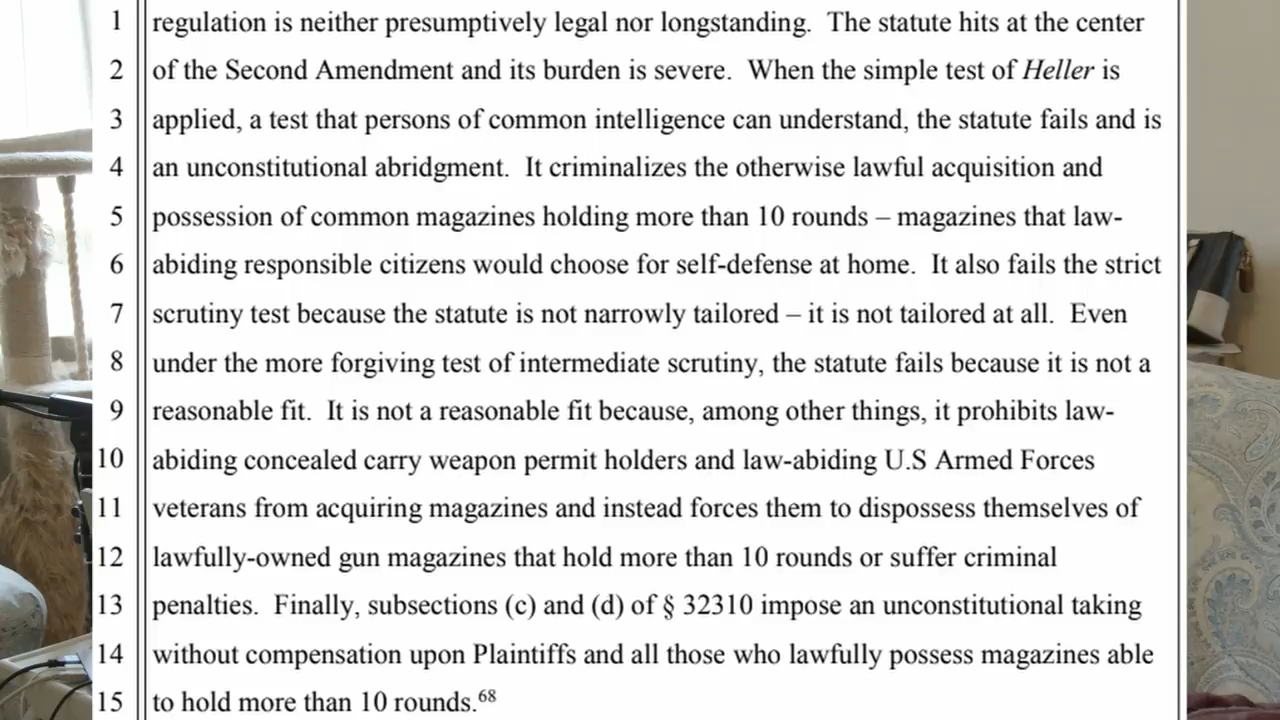 1 regulation is neither presumptively legal nor longstanding.  The statute hits at the center
2 of the Second Amendment and its burden is severe.  When the simple test of Heller is
3 applied, a test that persons of common intelligence can understand, the statute fails and is
4 an unconstitutional abridgment.  It criminalizes the otherwise lawful acquisition and
5 possession of common magazines holding more than 10 rounds – magazines that law-
6 abiding responsible citizens would choose for self-defense at home.  It also fails the strict
7 scrutiny test because the statute is not narrowly tailored – it is not tailored at all.  Even
8 under the more forgiving test of intermediate scrutiny, the statute fails because it is not a
9 reasonable fit.  It is not a reasonable fit because, among other things, it prohibits law-
10 abiding concealed carry weapon permit holders and law-abiding U.S Armed Forces
11 veterans from acquiring magazines and instead forces them to dispossess themselves of
12 lawfully-owned gun magazines that hold more than 10 rounds or suffer criminal
13 penalties.  Finally, subsections (c) and (d) of § 32310 impose an unconstitutional taking
14 without compensation upon Plaintiffs and all those who lawfully possess magazines able
15 to hold more than 10 rounds.⁶⁸